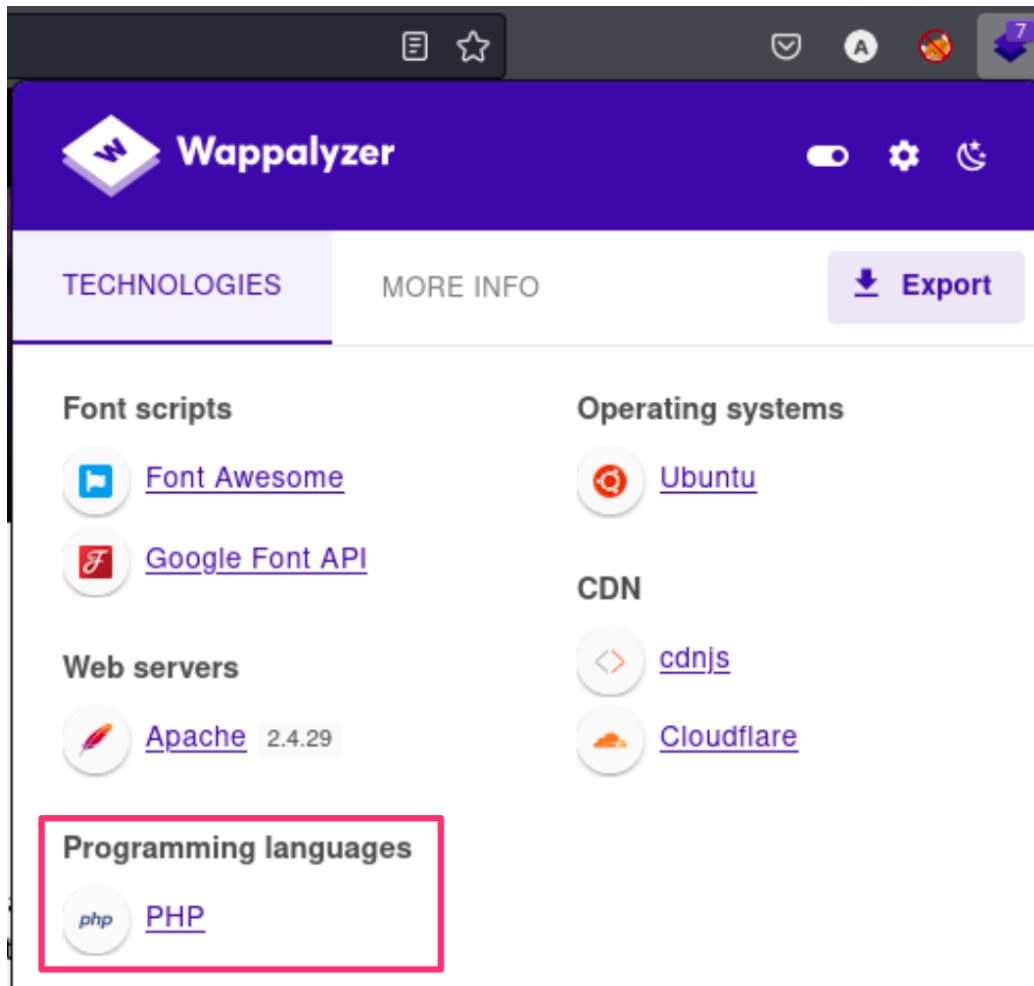 7
A
W Wappalyzer
TECHNOLOGIES
MORE INFO
Export
Font scripts
Font Awesome
Google Font API
Web servers
Apache 2.4.29
Programming languages
php PHP
Operating systems
Ubuntu
CDN
cdnjs
Cloudflare